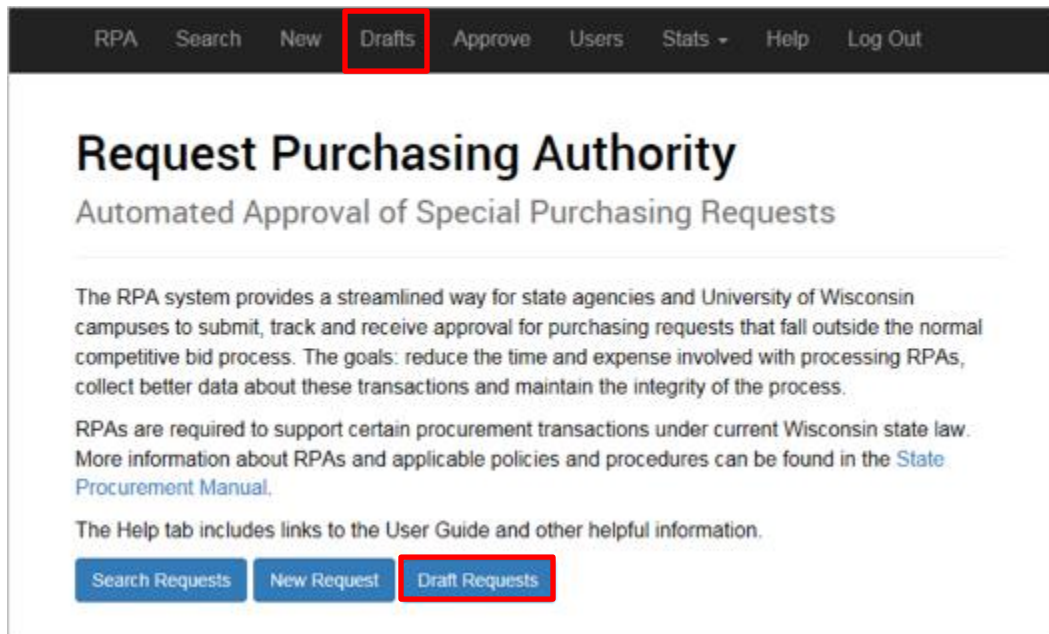 RPA Search New Drafts Approve Users Stats Help Log Out
Request Purchasing Authority
Automated Approval of Special Purchasing Requests
The RPA system provides a streamlined way for state agencies and University of Wisconsin
campuses to submit, track and receive approval for purchasing requests that fall outside the normal
competitive bid process. The goals: reduce the time and expense involved with processing RPAs,
collect better data about these transactions and maintain the integrity of the process.
RPAs are required to support certain procurement transactions under current Wisconsin state law.
More information about RPAs and applicable policies and procedures can be found in the State
Procurement Manual.
The Help tab includes links to the User Guide and other helpful information.
Search Requests New Request Draft Requests